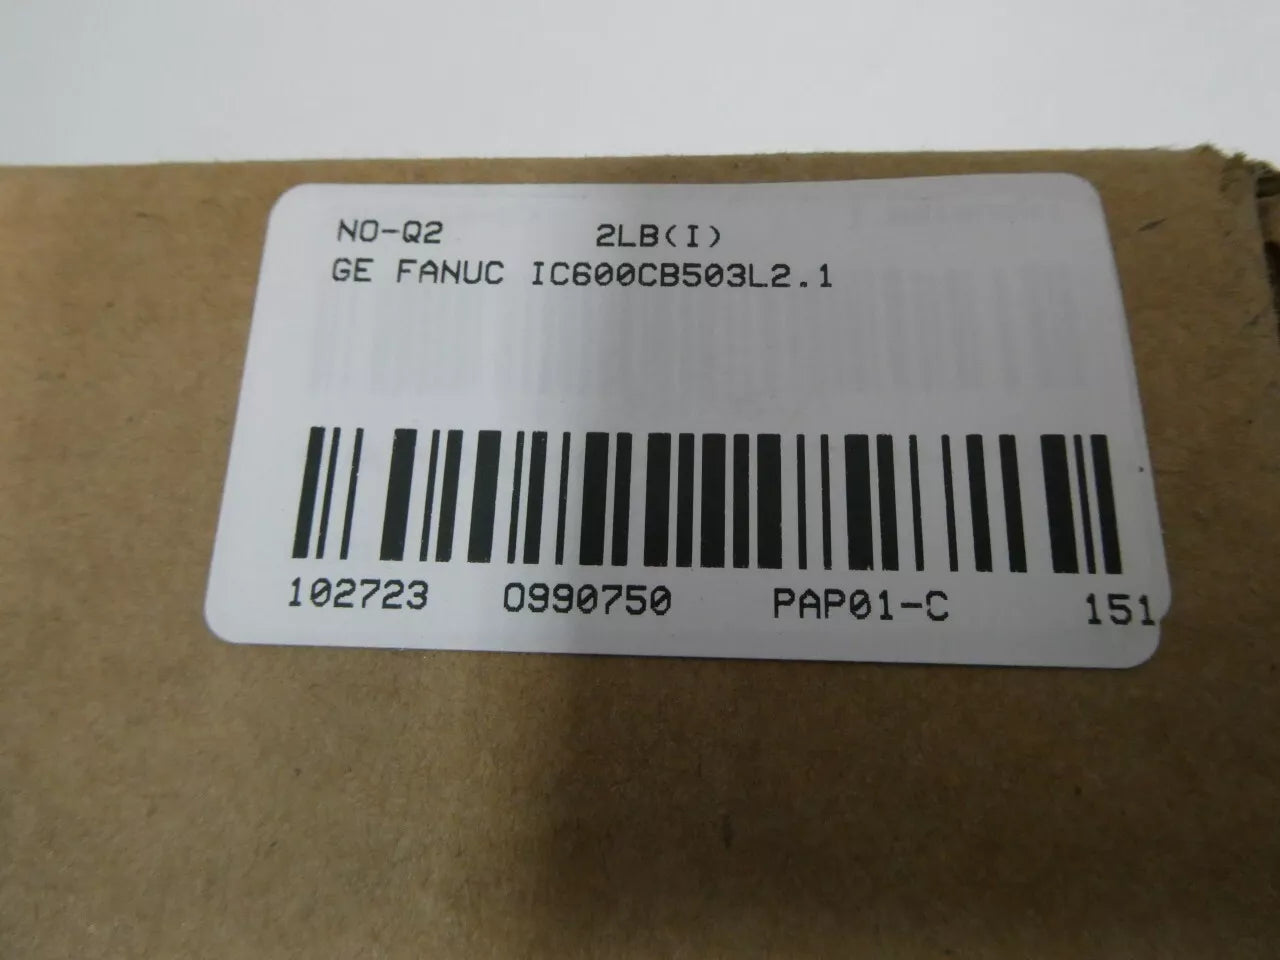 NO-Q2 2LB(I)
GE FANUC IC600CB503L2.1
102723 0990750 PAP01-C 151